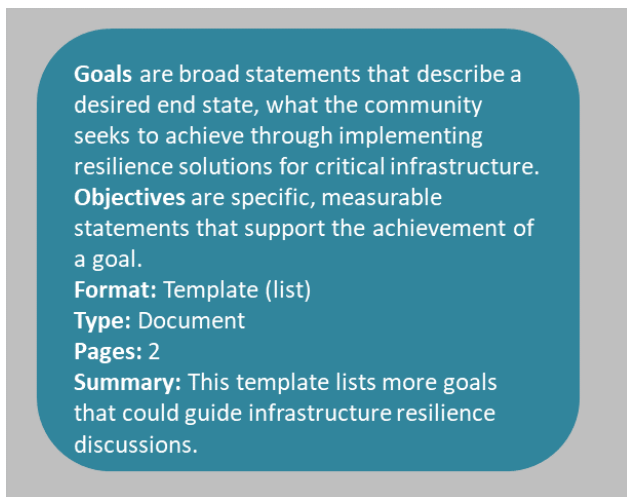 Goals are broad statements that describe a
desired end state, what the community
seeks to achieve through implementing
resilience solutions for critical infrastructure.
Objectives are specific, measurable
statements that support the achievement of
a goal.
Format: Template (list)
Type: Document
Pages: 2
Summary: This template lists more goals
that could guide infrastructure resilience
discussions.